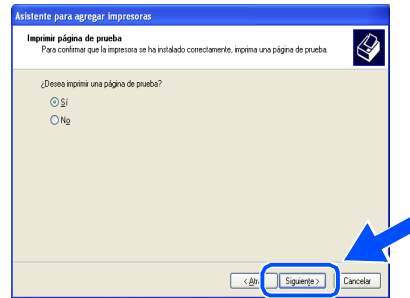 Asistente para agregar impresoras
Imprimir página de prueba
Para confirmar que la impresora se ha instalado correctamente, imprima una página de prueba.
¿Desea imprimir una página de prueba?
Sí
No
Siguiente > Cancelar